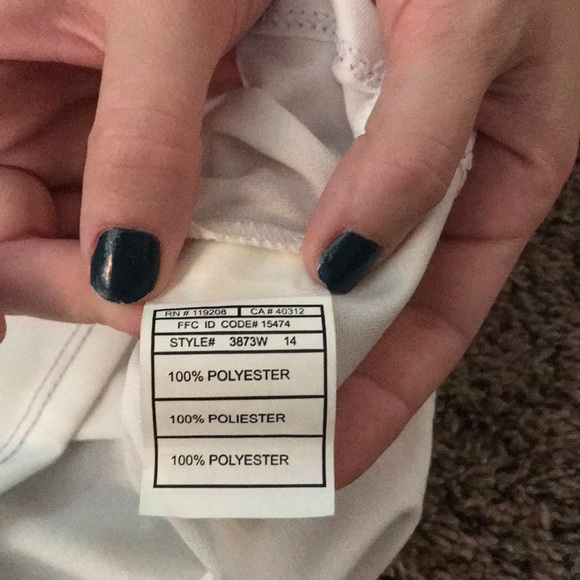 RN # 119208 CA # 40312
FFC ID CODE# 15474
STYLE# 3873W 14
100% POLYESTER
100% POLIESTER
100% POLYESTER